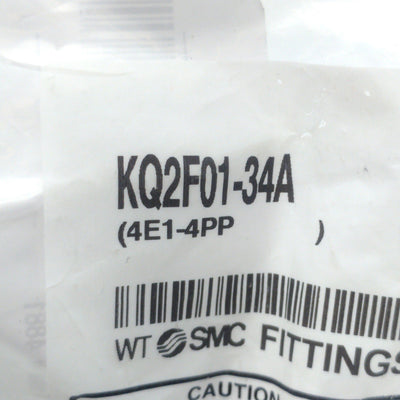 KQ2F01-34A
(4E1-4PP )
WT SMC FITTINGS
CAUTION